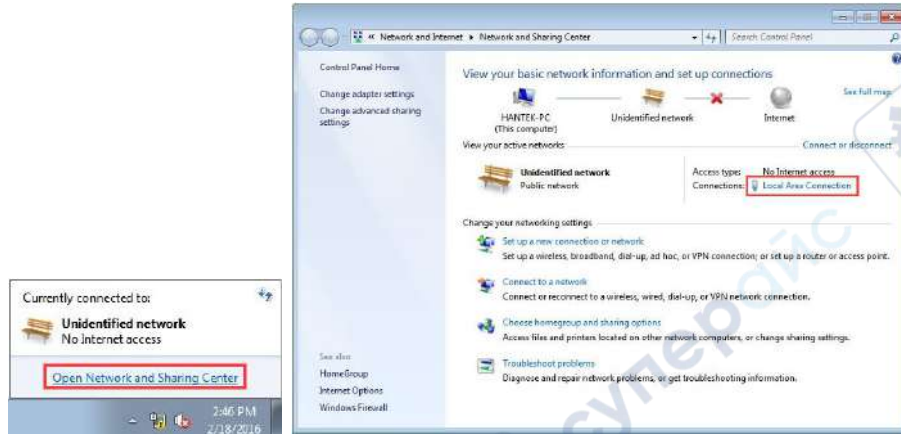 Currently connected to:
Unidentified network
No Internet access
Open Network and Sharing Center
2:46 PM
2/18/2016
« Network and Internet ▸ Network and Sharing Center
Search Control Panel
Control Panel Home
Change adapter settings
Change advanced sharing
settings
See also
HomeGroup
Internet Options
Windows Firewall
View your basic network information and set up connections
See full map
HANTEK-PC
(This computer)
Unidentified network
Internet
View your active networks
Connect or disconnect
Unidentified network
Public network
Access type: No Internet access
Connections: Local Area Connection
Change your networking settings
Set up a new connection or network
Set up a wireless, broadband, dial-up, ad hoc, or VPN connection; or set up a router or access point.
Connect to a network
Connect or reconnect to a wireless, wired, dial-up, or VPN network connection.
Choose homegroup and sharing options
Access files and printers located on other network computers, or change sharing settings.
Troubleshoot problems
Diagnose and repair network problems, or get troubleshooting information.
суперайс